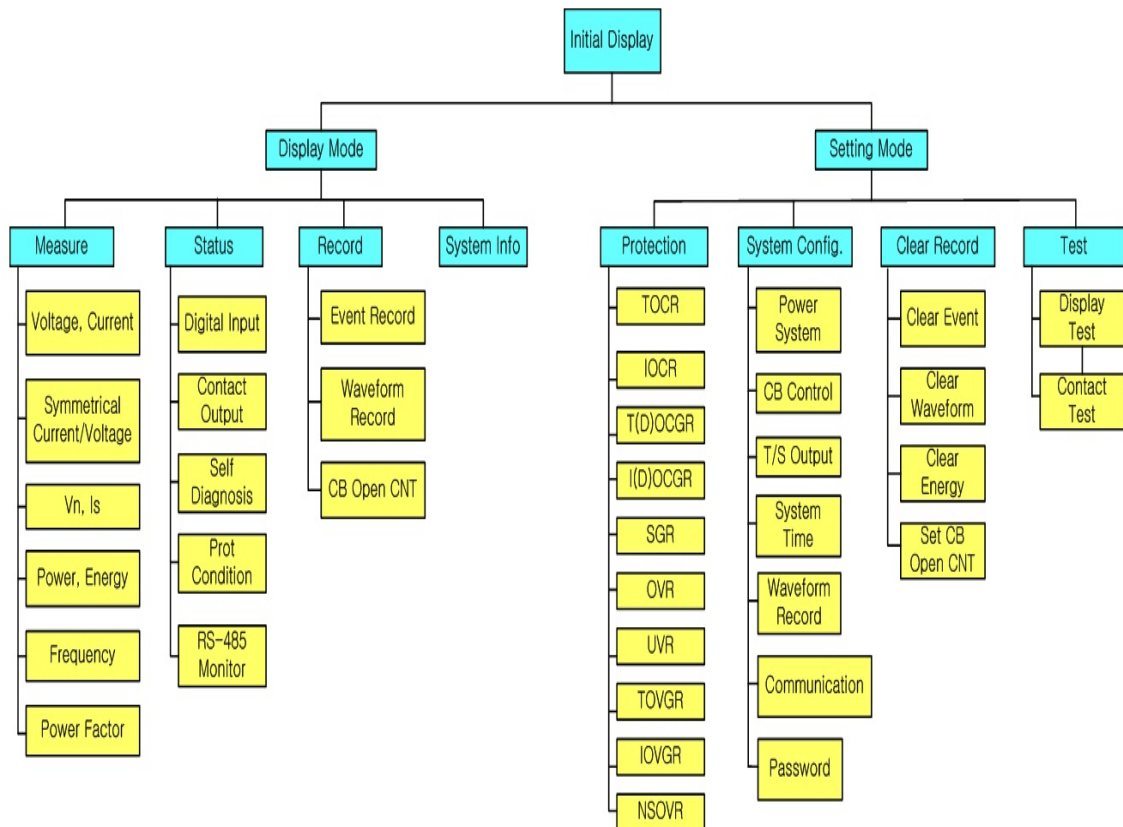 Initial Display
Display Mode
Setting Mode
Measure
Status
Record
System Info
Protection
System Config.
Clear Record
Test
Voltage, Current
Symmetrical
Current/Voltage
Vn, Is
Power, Energy
Frequency
Power Factor
Digital Input
Contact
Output
Self
Diagnosis
Prot
Condition
RS-485
Monitor
Event Record
Waveform
Record
CB Open CNT
TOCR
IOCR
T(D)OCGR
I(D)OCGR
SGR
OVR
UVR
TOVGR
IOVGR
NSOVR
Power
System
CB Control
T/S Output
System
Time
Waveform
Record
Communication
Password
Clear Event
Clear
Waveform
Clear
Energy
Set CB
Open CNT
Display
Test
Contact
Test